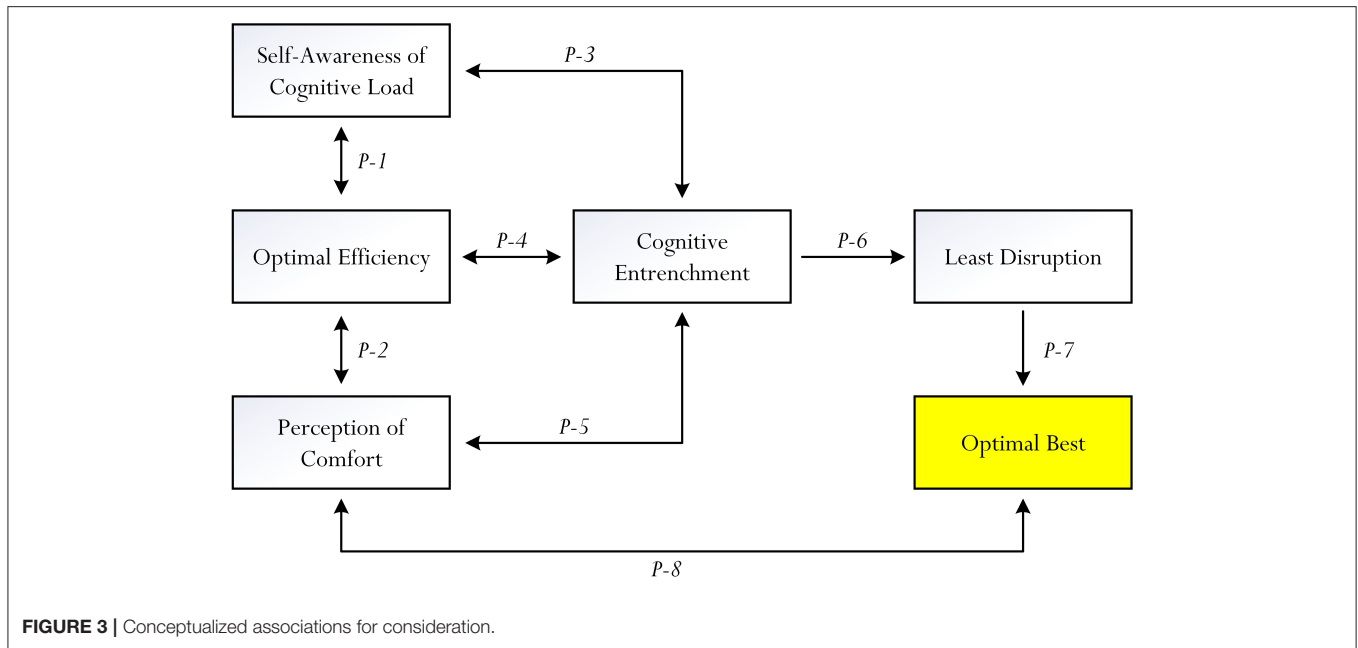 Self-Awareness of
Cognitive Load
P-3
P-1
Optimal Efficiency
P-4
Cognitive
Entrenchment
P-6
Least Disruption
P-2
P-7
Perception of
Comfort
P-5
Optimal Best
P-8
FIGURE 3 | Conceptualized associations for consideration.